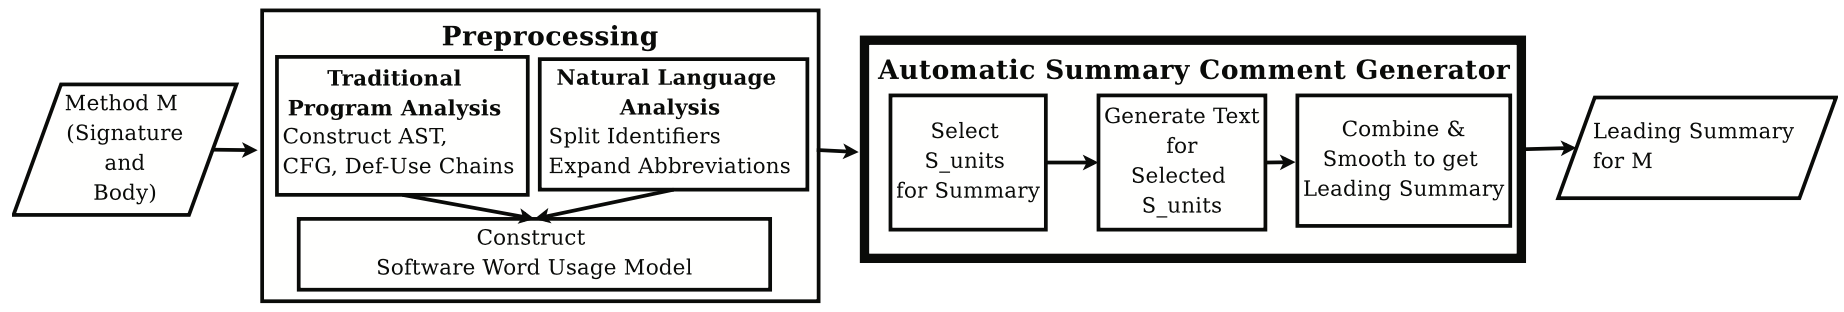 Method M
(Signature
and
Body)
Preprocessing
Traditional
Program Analysis
Construct AST,
CFG, Def-Use Chains
Natural Language
Analysis
Split Identifiers
Expand Abbreviations
Construct
Software Word Usage Model
Automatic Summary Comment Generator
Select
S_units
for Summary
Generate Text
for
Selected
S_units
Combine &
Smooth to get
Leading Summary
Leading Summary
for M